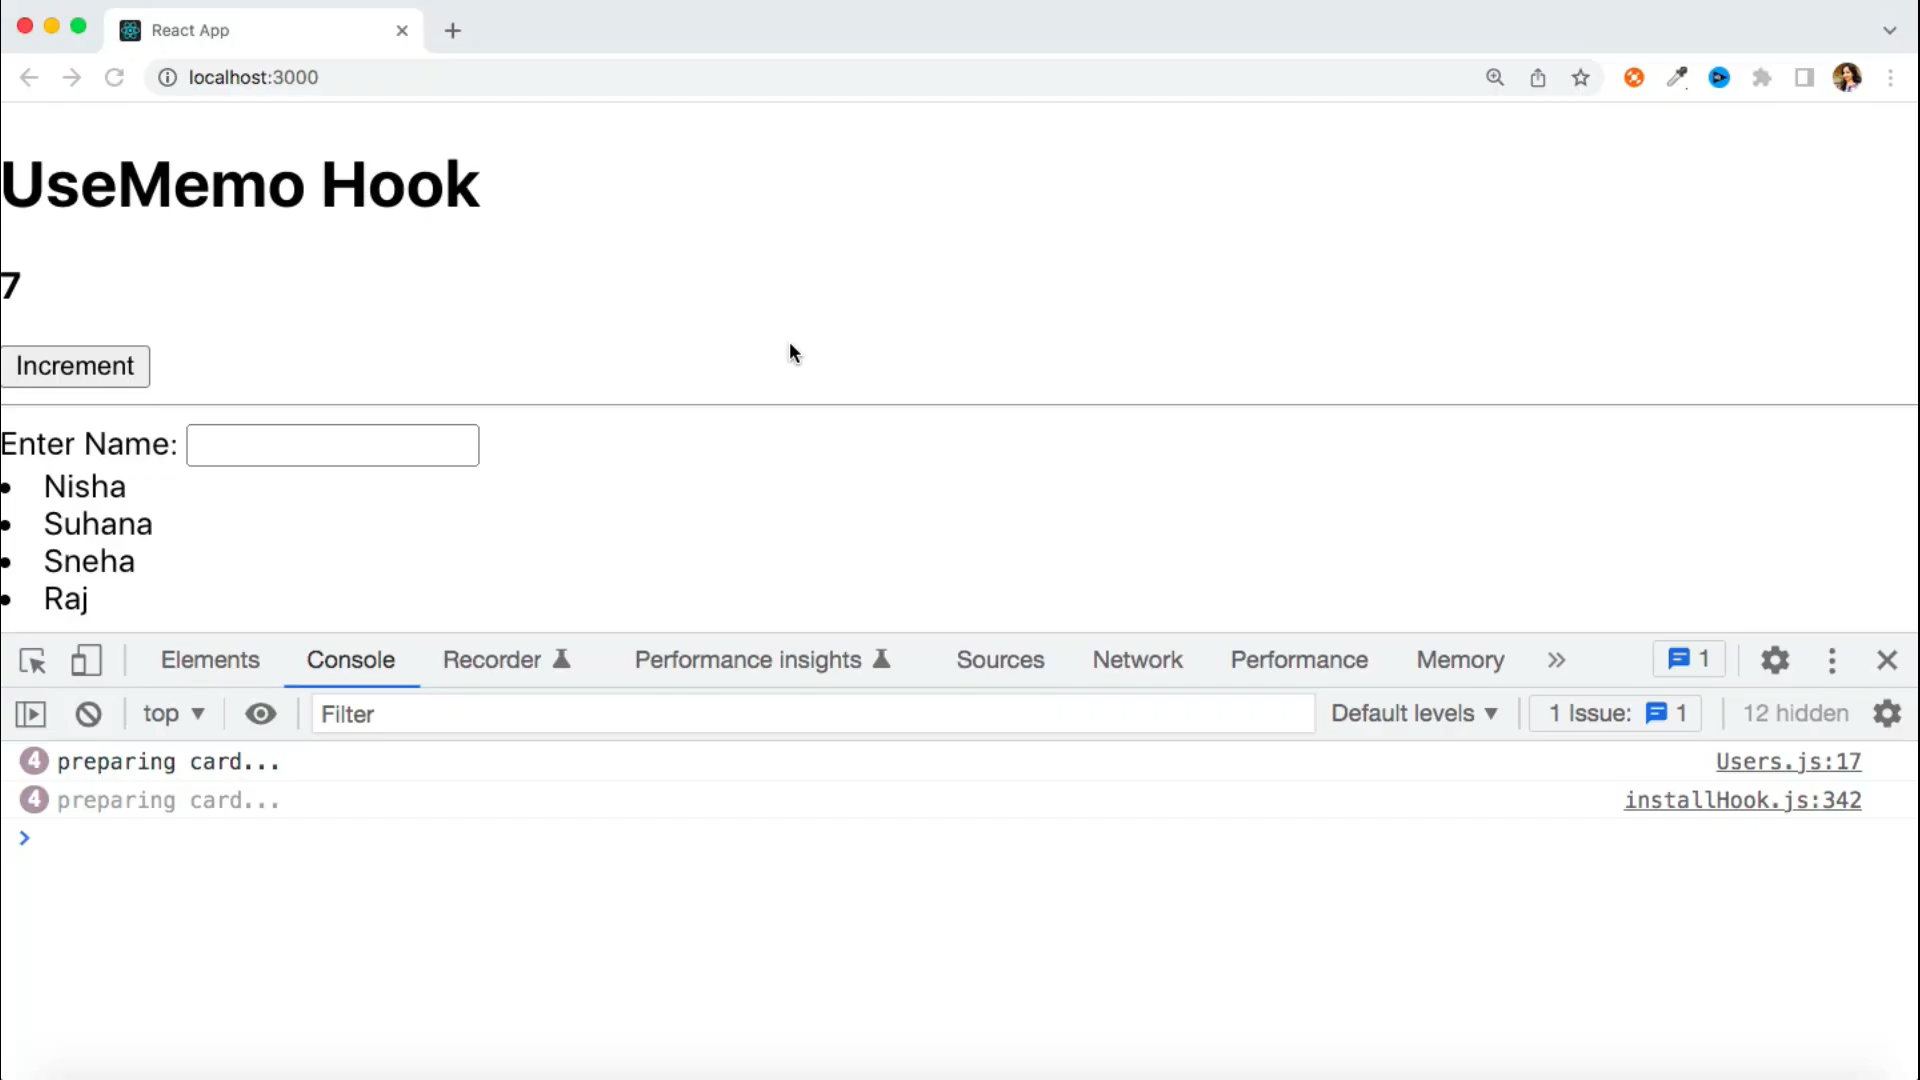 React App
localhost:3000
UseMemo Hook
7
Increment
Enter Name:
Nisha
Suhana
Sneha
Raj
Elements Console Recorder Performance insights Sources Network Performance Memory 1
top Filter Default levels 1 Issue: 1 12 hidden
4 preparing card... Users.js:17
4 preparing card... installHook.js:342